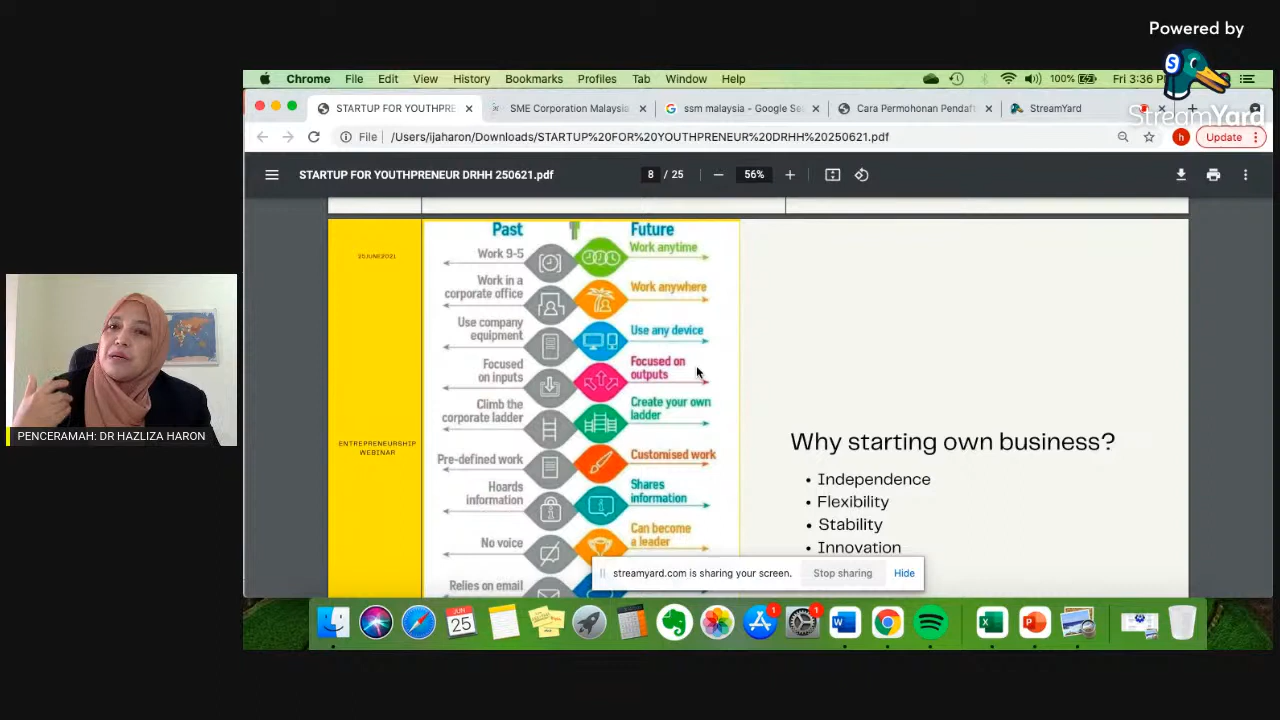 Powered by
StreamYard
Chrome File Edit View History Bookmarks Profiles Tab Window Help
100%
Fri 3:36 P
STARTUP FOR YOUTHPRE
SME Corporation Malaysia
ssm malaysia - Google Se
Cara Permohonan Pendaft
StreamYard
File
/Users/ijaharon/Downloads/STARTUP%20FOR%20YOUTHPRENEUR%20DRHH%20250621.pdf
h
Update
STARTUP FOR YOUTHPRENEUR DRHH 250621.pdf
8 / 25
56%
25JUNE2021
ENTREPRENEURSHIP
WEBINAR
Past
Future
Work 9-5
Work anytime
Work in a
corporate office
Work anywhere
Use company
equipment
Use any device
Focused
on inputs
Focused on
outputs
Climb the
corporate ladder
Create your own
ladder
Pre-defined work
Customised work
Hoards
information
Shares
information
No voice
Can become
a leader
Relies on email
Why starting own business?
• Independence
• Flexibility
• Stability
• Innovation
streamyard.com is sharing your screen.
Stop sharing
Hide
PENCERAMAH: DR HAZLIZA HARON
JUN
25
1
1